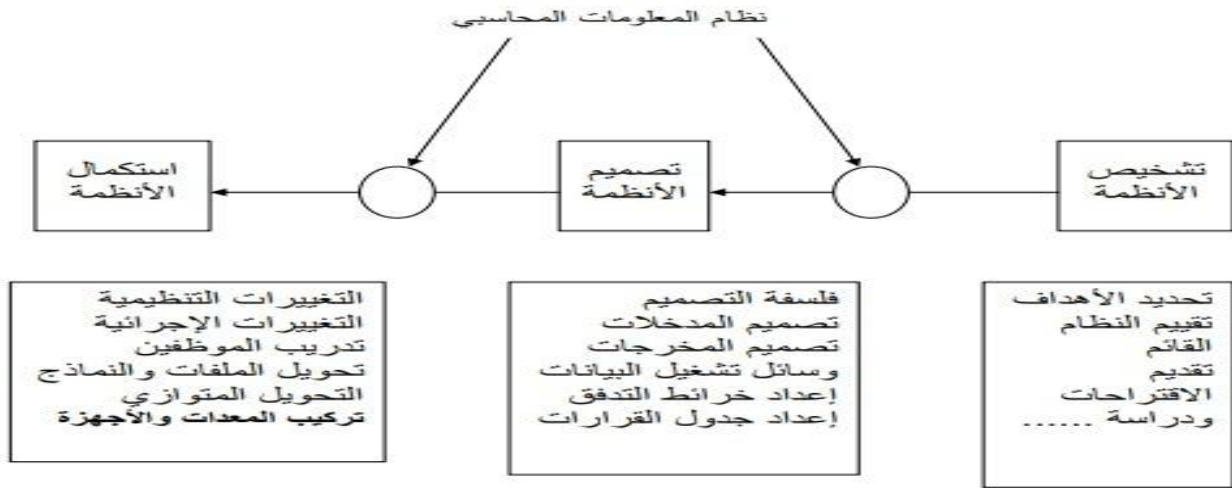 نظام المعلومات المحاسبي
تشخيص
الأنظمة
تصميم
الأنظمة
استكمال
الأنظمة
تحديد الأهداف
تقييم النظام
القائم
تقديم
الاقتراحات
ودراسة ......
فلسفة التصميم
تصميم المدخلات
تصميم المخرجات
وسائل تشغيل البيانات
إعداد خرائط التدفق
إعداد جدول القرارات
التغييرات التنظيمية
التغييرات الإجرائية
تدريب الموظفين
تحويل الملفات والنماذج
التحويل المتوازي
تركيب المعدات والأجهزة